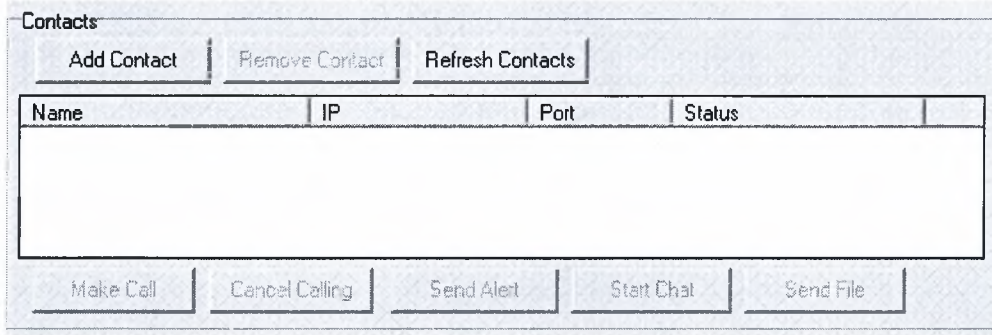 Contacts
Add Contact Remove Contact Refresh Contacts
Name IP Port Status
Make Call Cancel Calling Send Alert Start Chat Send File